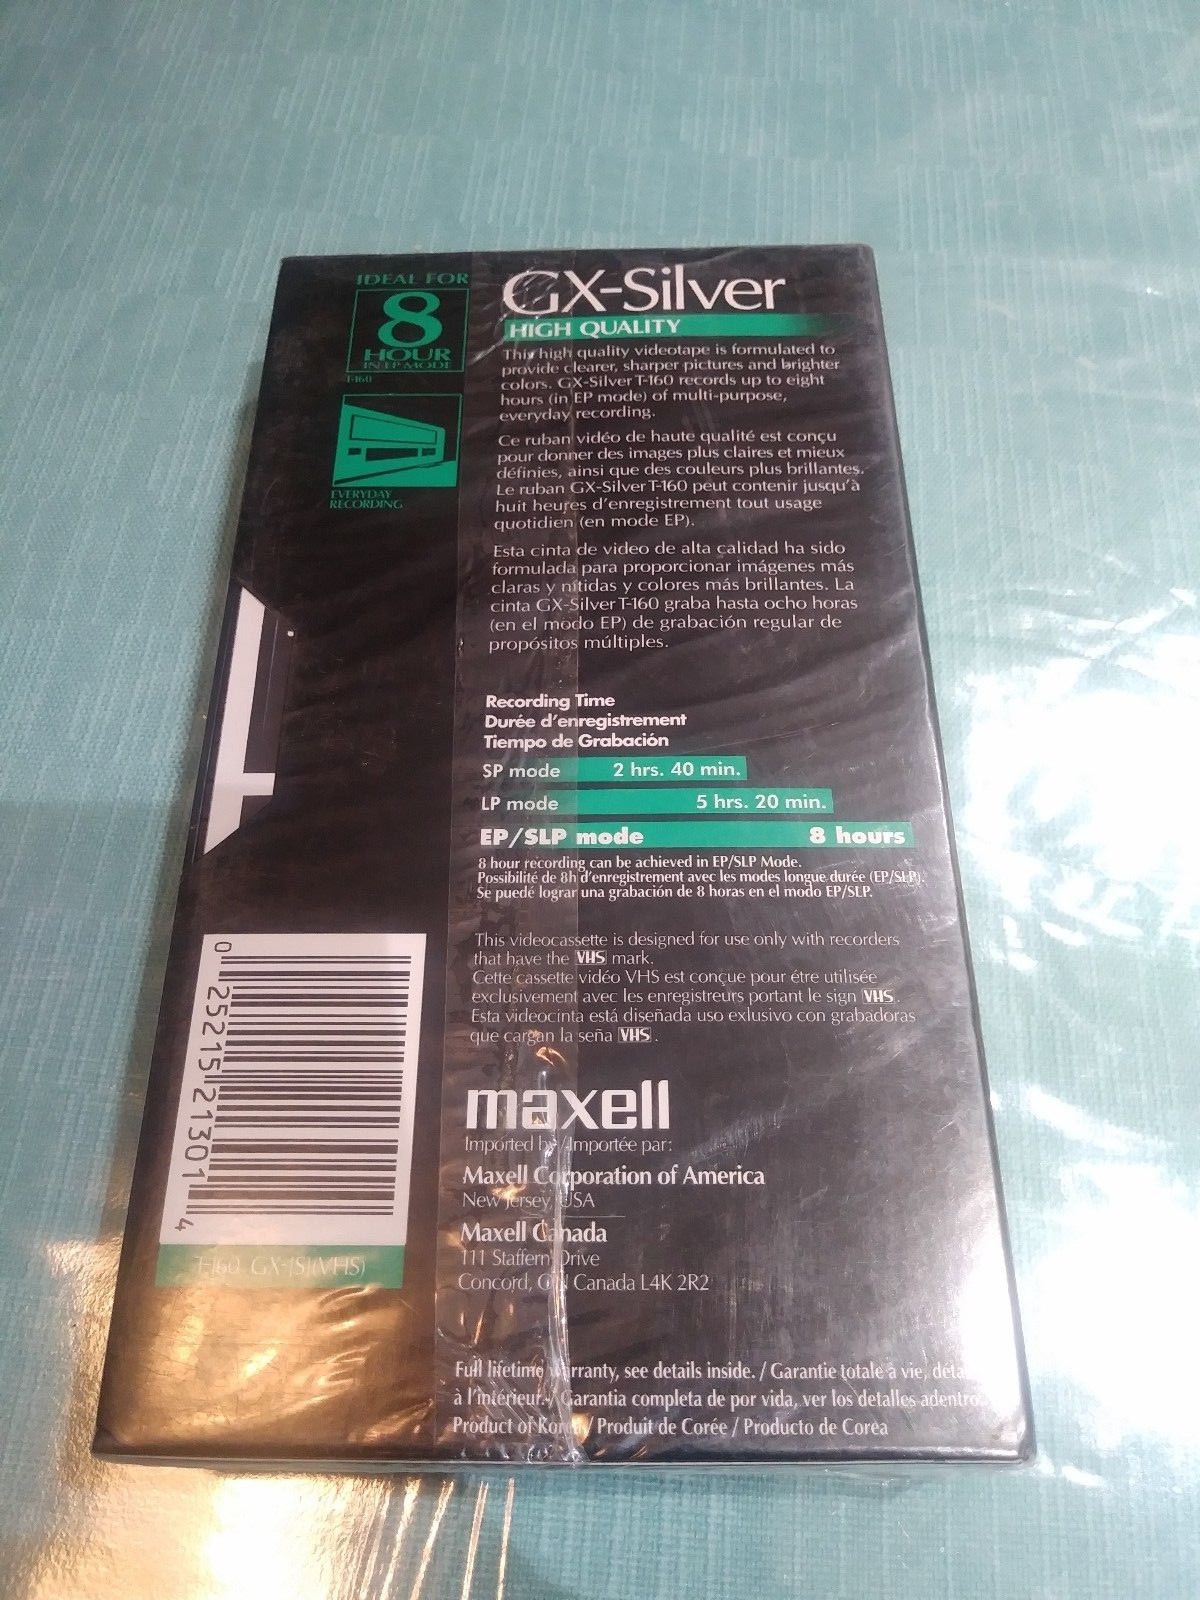 IDEAL FOR
8
HOUR
IN EP MODE
T-160
EVERYDAY
RECORDING
GX-Silver
HIGH QUALITY
This high quality videotape is formulated to
provide clearer, sharper pictures and brighter
colors. GX-Silver T-160 records up to eight
hours (in EP mode) of multi-purpose,
everyday recording.
Ce ruban vidéo de haute qualité est conçu
pour donner des images plus claires et mieux
définies, ainsi que des couleurs plus brillantes.
Le ruban GX-Silver T-160 peut contenir jusqu'à
huit heures d'enregistrement tout usage
quotidien (en mode EP).
Esta cinta de video de alta calidad ha sido
formulada para proporcionar imágenes más
claras y nítidas y colores más brillantes. La
cinta GX-Silver T-160 graba hasta ocho horas
(en el modo EP) de grabación regular de
propósitos múltiples.
Recording Time
Durée d'enregistrement
Tiempo de Grabación
SP mode 2 hrs. 40 min.
LP mode 5 hrs. 20 min.
EP/SLP mode 8 hours
8 hour recording can be achieved in EP/SLP Mode.
Possibilité de 8h d'enregistrement avec les modes longue durée (EP/SLP).
Se puedé lograr una grabación de 8 horas en el modo EP/SLP.
This videocassette is designed for use only with recorders
that have the VHS mark.
Cette cassette vidéo VHS est conçue pour étre utilisée
exclusivement avec les enregistreurs portant le sign VHS.
Esta videocinta está diseñada uso exlusivo con grabadoras
que cargan la seña VHS.
maxell
Imported by/Importée par:
Maxell Corporation of America
New Jersey, USA
Maxell Canada
111 Staffern Drive
Concord, ON Canada L4K 2R2
Full lifetime warranty, see details inside. / Garantie totale à vie, déta
à l'intérieur. / Garantia completa de por vida, ver los detalles adentro.
Product of Korea / Produit de Corée / Producto de Corea
0 25215 21301 4
T-160 GX-(S)(VHS)